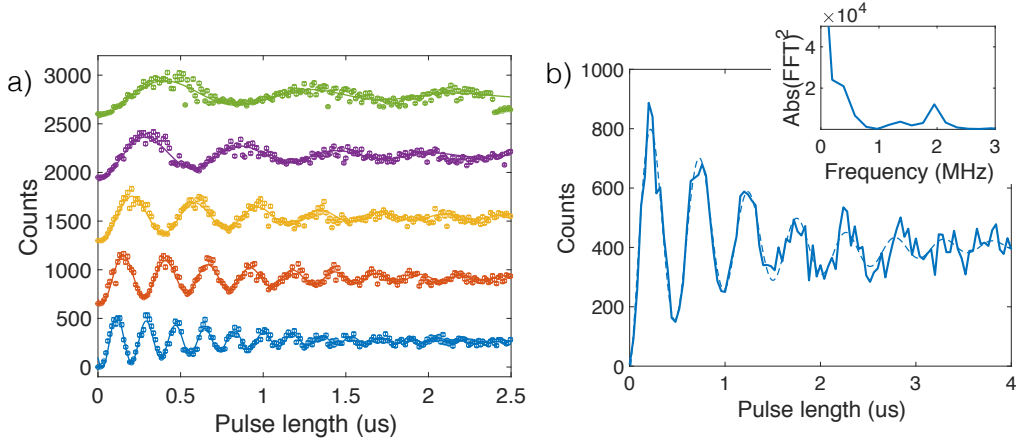 a)
3000
2500
2000
1500
1000
500
0
Counts
0 0.5 1 1.5 2 2.5
Pulse length (us)
b)
1000
800
600
400
200
0
Counts
0 1 2 3 4
Pulse length (us)
× 10⁴
4
2
Abs(FFT)²
0 1 2 3
Frequency (MHz)